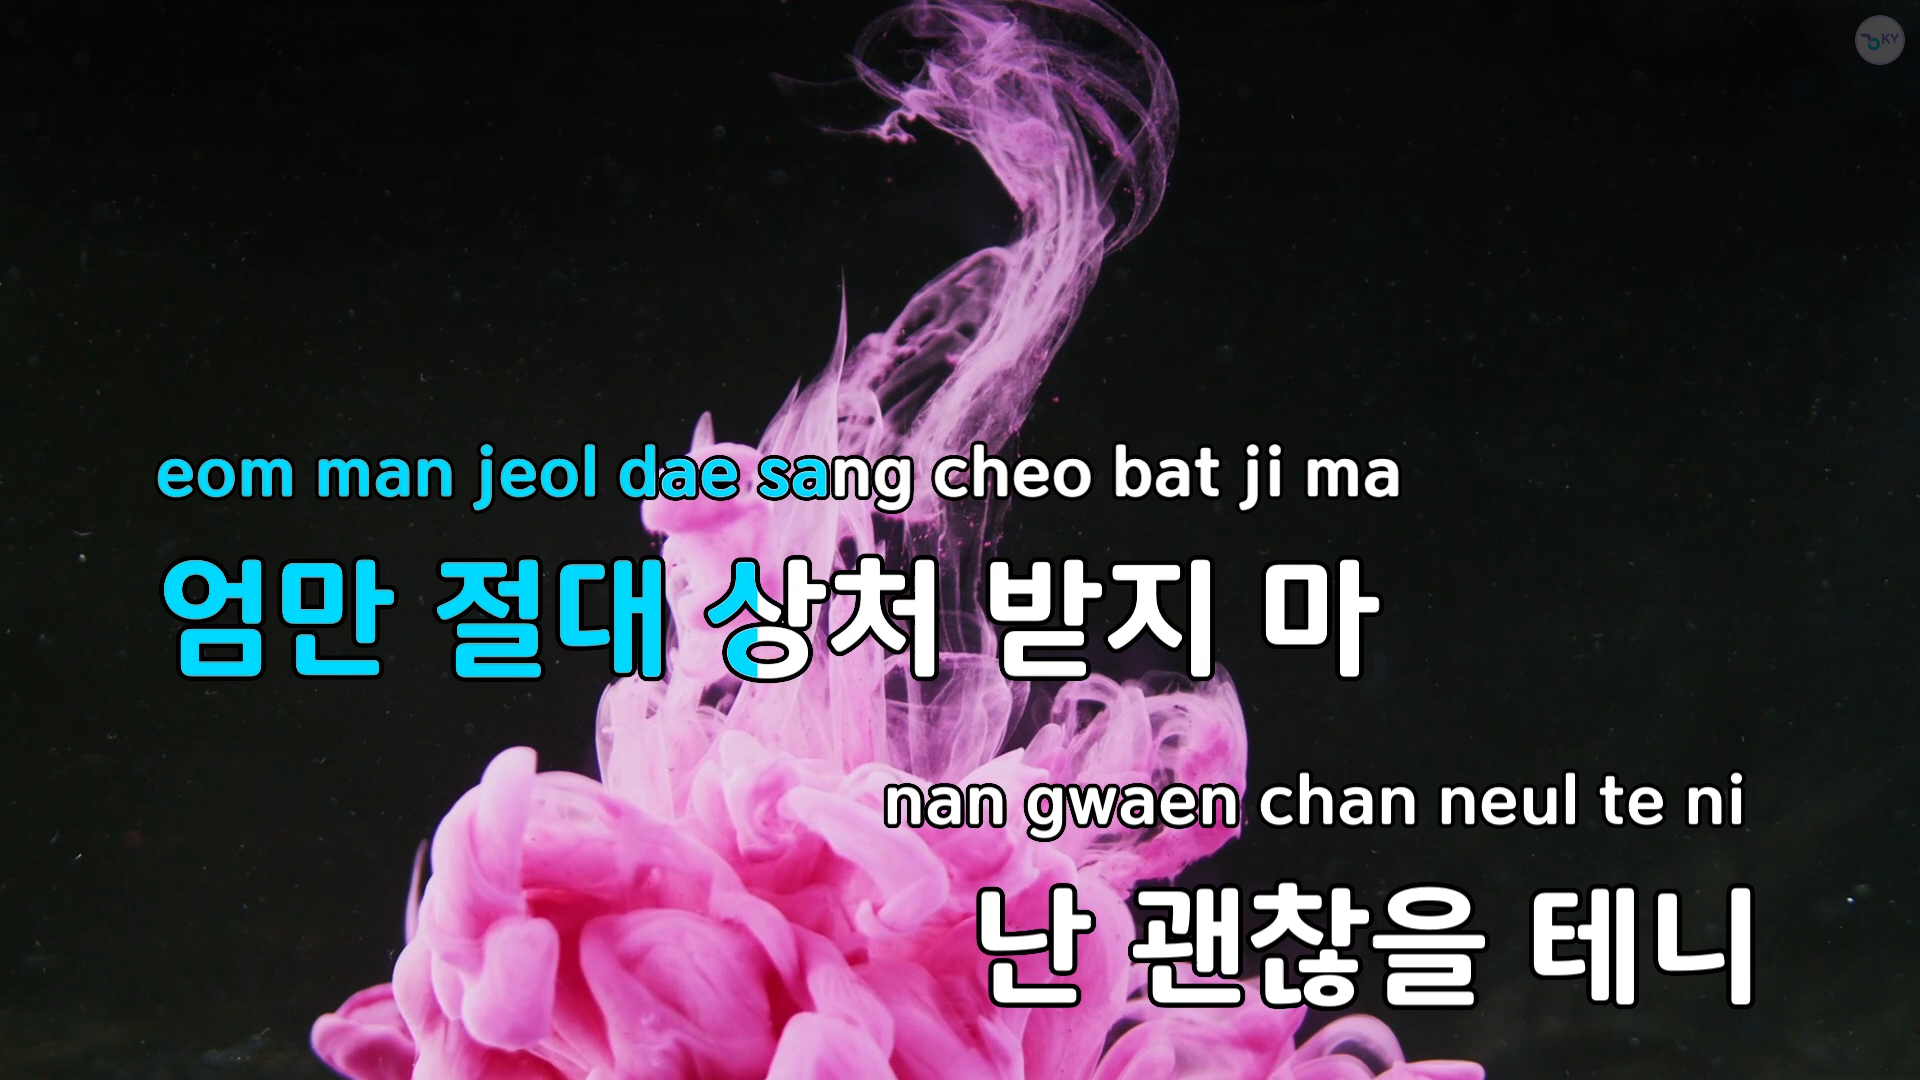 KY
eom man jeol dae sang cheo bat ji ma
엄만 절대 상처 받지 마
nan gwaen chan neul te ni
난 괜찮을 테니